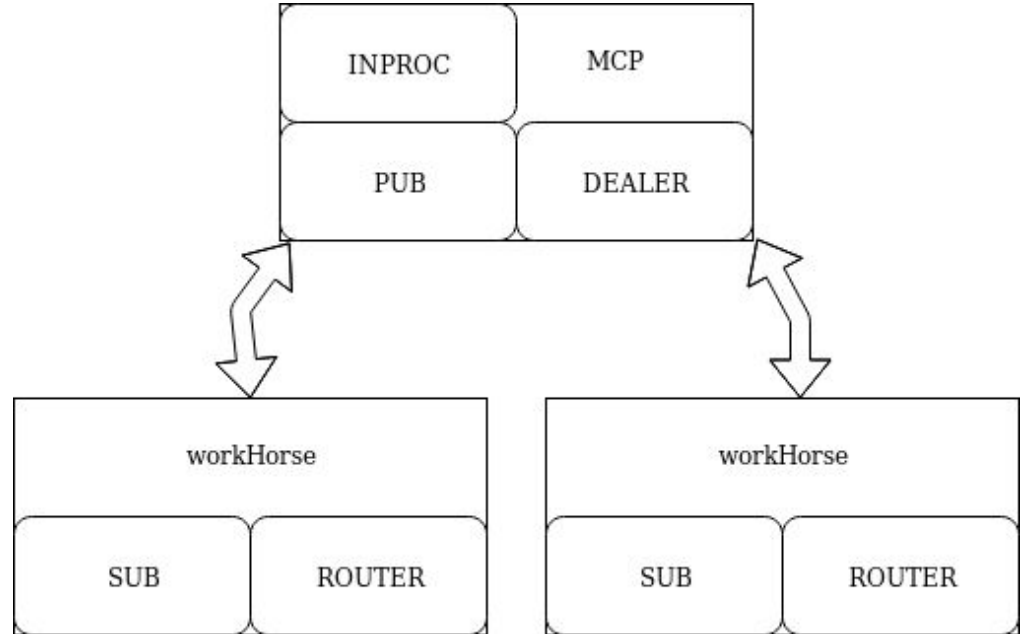 INPROC
MCP
PUB
DEALER
workHorse
workHorse
SUB
ROUTER
SUB
ROUTER